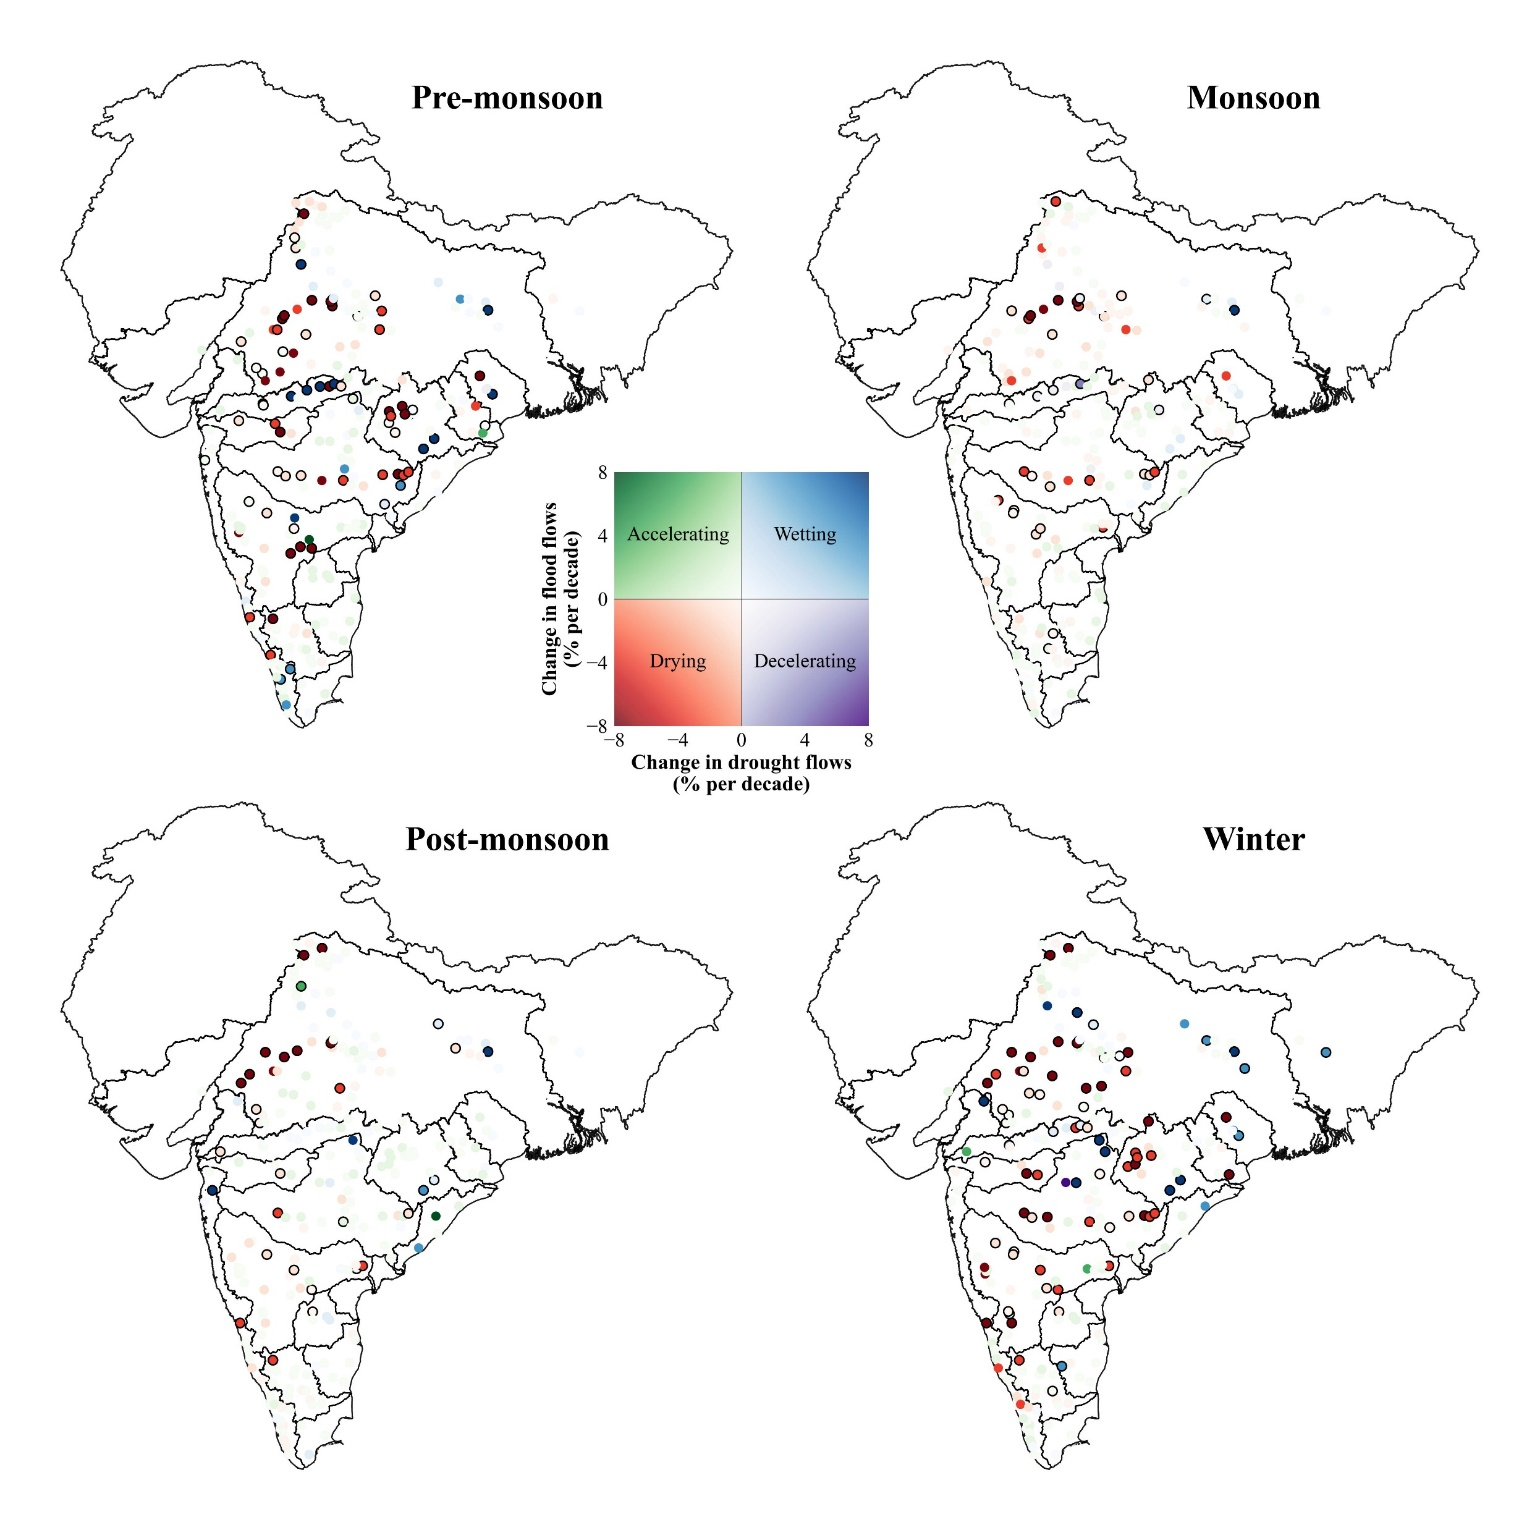 Pre-monsoon
Monsoon
8
4
0
−4
−8
Change in flood flows
(% per decade)
Accelerating
Wetting
Drying
Decelerating
−8
−4
0
4
8
Change in drought flows
(% per decade)
Post-monsoon
Winter